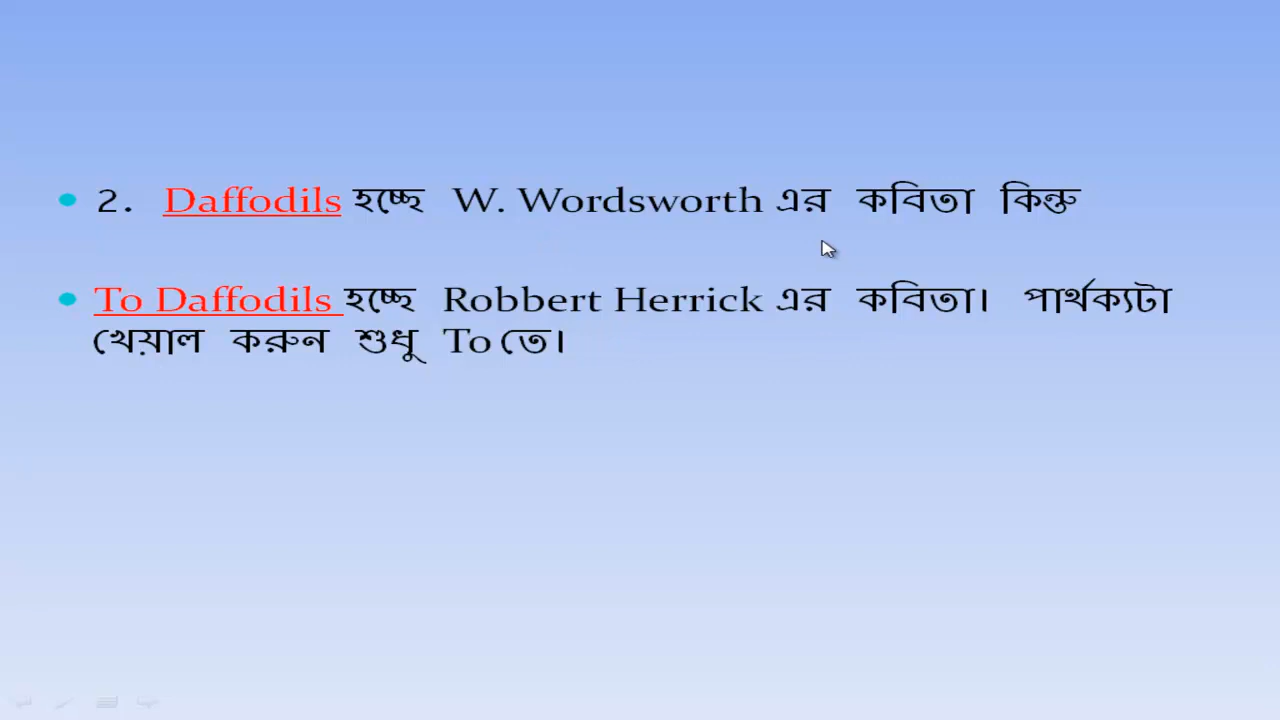 • 2. Daffodils হচ্ছে W. Wordsworth এর কবিতা কিন্তু
• To Daffodils হচ্ছে Robbert Herrick এর কবিতা। পার্থক্যটা
খেয়াল করুন শুধু To তে।